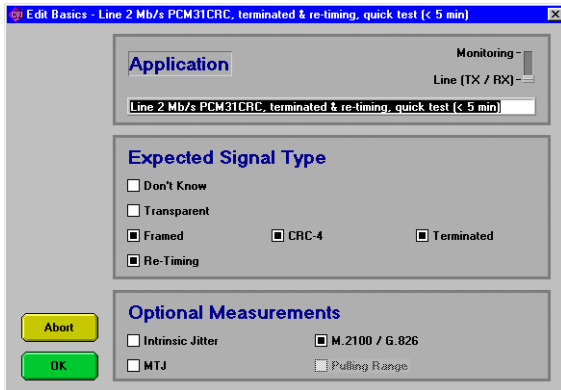 Edit Basics - Line 2 Mb/s PCM31CRC, terminated & re-timing, quick test (< 5 min)
Application
Monitoring
Line (TX / RX)
Line 2 Mb/s PCM31CRC, terminated & re-timing, quick test (< 5 min)
Expected Signal Type
Don't Know
Transparent
Framed CRC-4 Terminated
Re-Timing
Optional Measurements
Abort
Intrinsic Jitter M.2100 / G.826
OK
MTJ Pulling Range